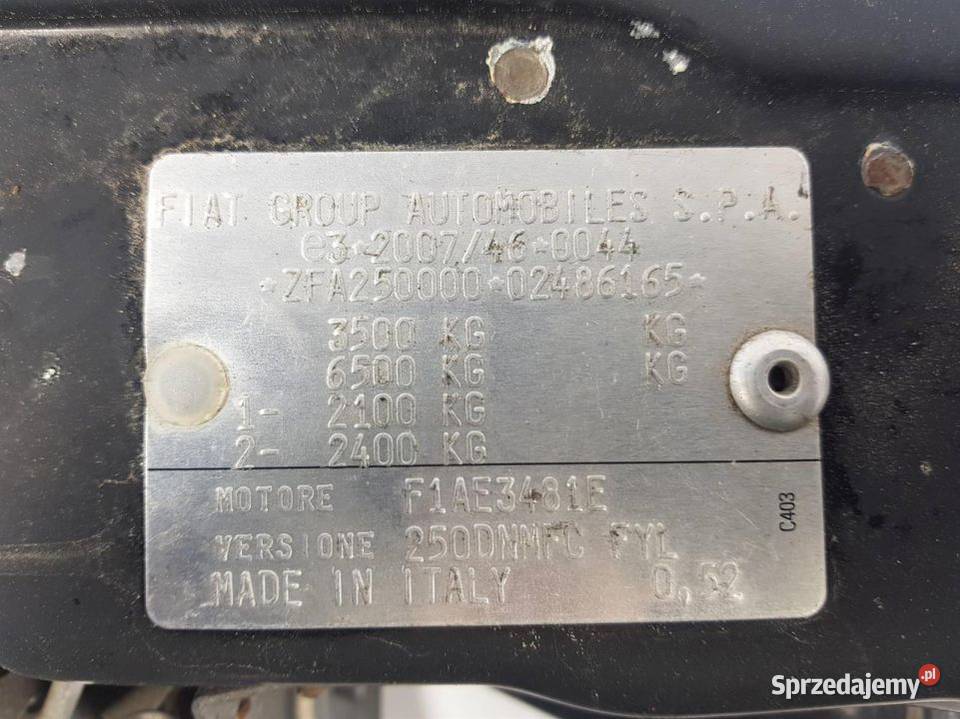 FIAT GROUP AUTOMOBILES S.P.A.
e3*2007/46*0044
*ZFA250000*02486165*
3500 KG KG
6500 KG KG
1- 2100 KG
2- 2400 KG
MOTORE F1AE3481E
VERSIONE 250DNMFC FYL
MADE IN ITALY 0,52
C403
Sprzedajemy.pl